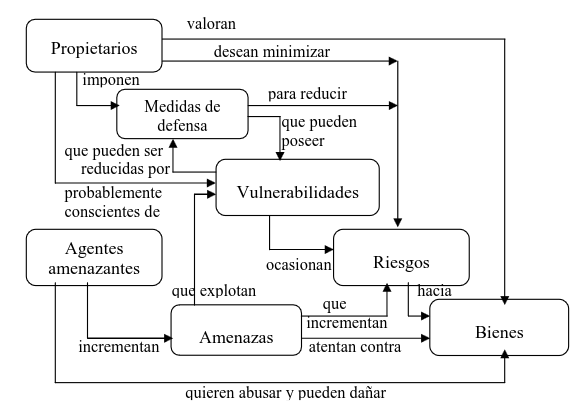 valoran
Propietarios
desean minimizar
imponen
para reducir
Medidas de
defensa
que pueden
poseer
que pueden ser
reducidas por
Vulnerabilidades
probablemente
conscientes de
Agentes
amenazantes
ocasionan
Riesgos
que explotan
hacia
que
incrementan
Amenazas
Bienes
incrementan
atentan contra
quieren abusar y pueden dañar